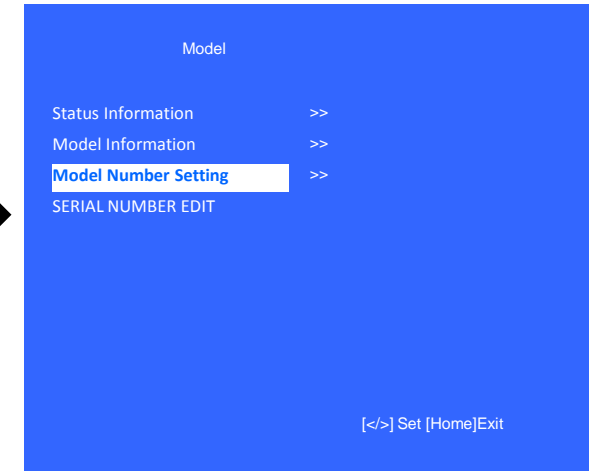 Model
Status Information >>
Model Information >>
Model Number Setting >>
SERIAL NUMBER EDIT
[</>] Set [Home]Exit